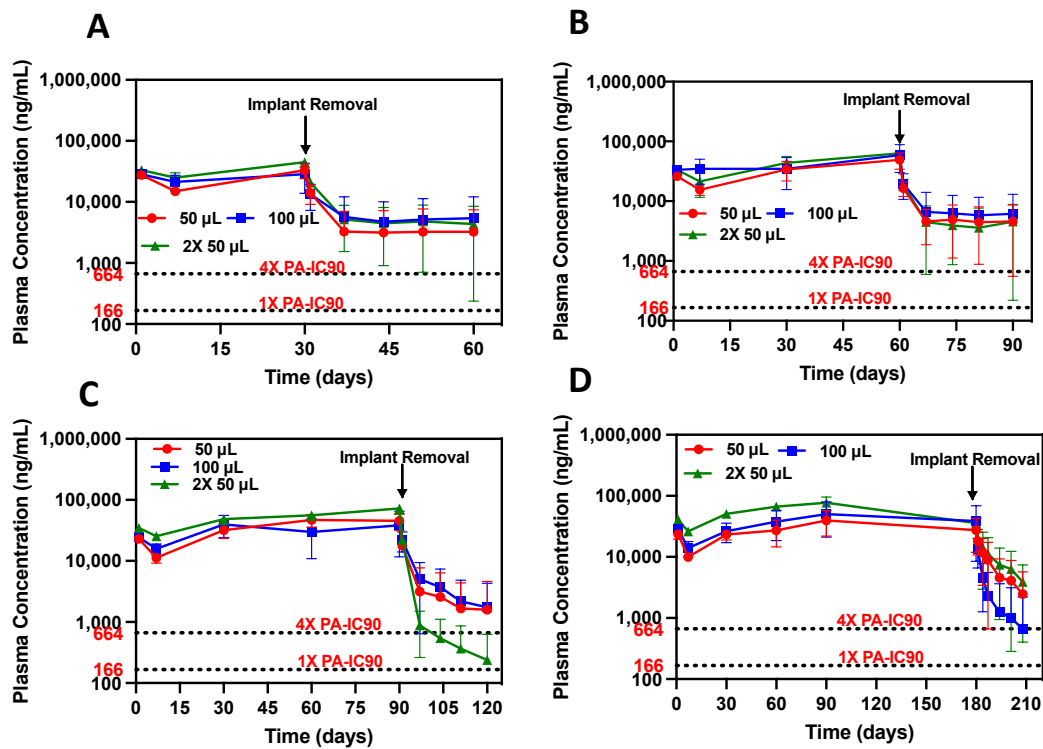 A
Plasma Concentration (ng/mL)
1,000,000
100,000
10,000
1,000
664
166
100
Implant Removal
50 µL 100 µL
2X 50 µL
4X PA-IC90
1X PA-IC90
0 15 30 45 60
Time (days)
B
Plasma Concentration (ng/mL)
1,000,000
100,000
10,000
1,000
664
166
100
Implant Removal
50 µL 100 µL
2X 50 µL
4X PA-IC90
1X PA-IC90
0 15 30 45 60 75 90
Time (days)
C
Plasma Concentration (ng/mL)
1,000,000
100,000
10,000
1,000
664
166
100
50 µL
100 µL
2X 50 µL
Implant Removal
4X PA-IC90
1X PA-IC90
0 15 30 45 60 75 90 105 120
Time (days)
D
Plasma Concentration (ng/mL)
1,000,000
100,000
10,000
1,000
664
166
100
50 µL 100 µL
2X 50 µL
Implant Removal
4X PA-IC90
1X PA-IC90
0 30 60 90 120 150 180 210
Time (days)